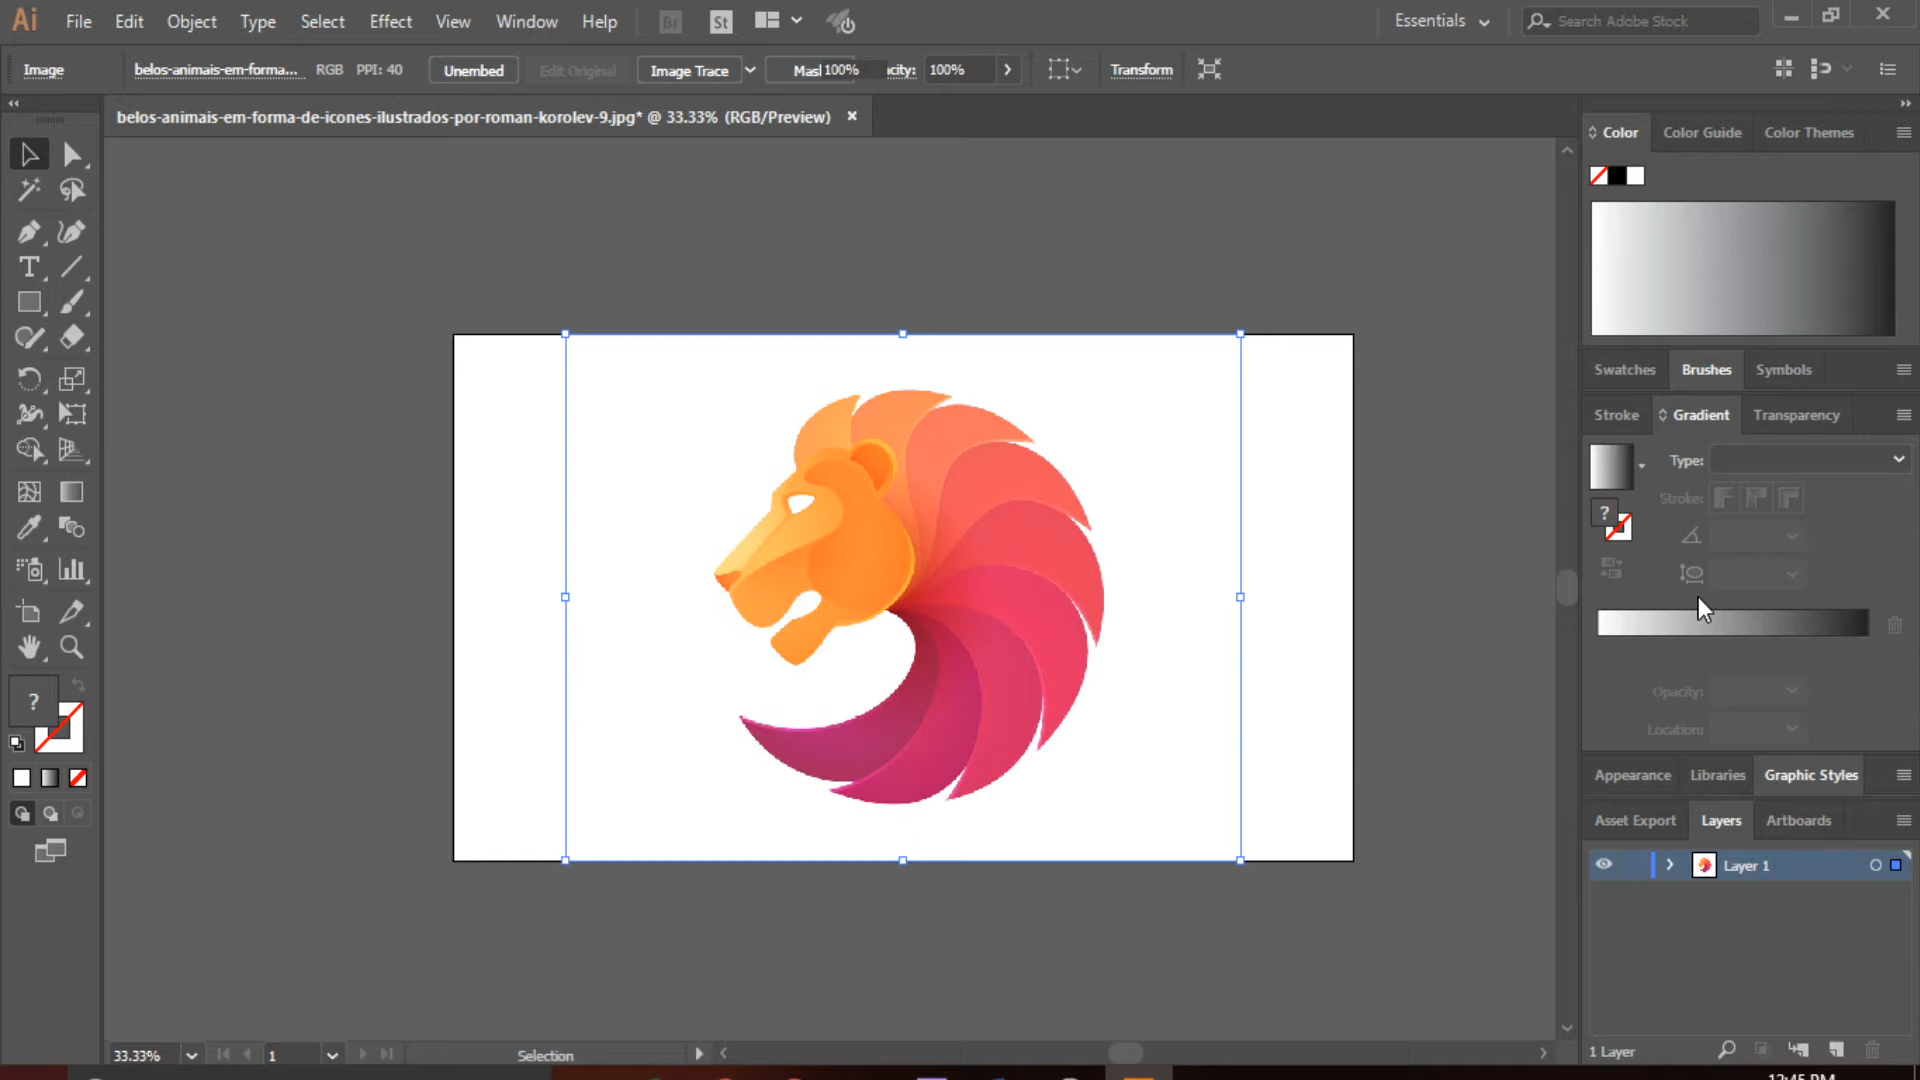 Ai File Edit Object Type Select Effect View Window Help Br St Essentials Search Adobe Stock
Image belos-animais-em-forma... RGB PPI: 40 Unembed Edit Original Image Trace Mas 100% acity: 100% Transform
belos-animais-em-forma-de-icones-ilustrados-por-roman-korolev-9.jpg* @ 33.33% (RGB/Preview)
Color Color Guide Color Themes
Swatches Brushes Symbols
Stroke Gradient Transparency
Type:
Stroke:
?
Opacity:
?
Location:
Appearance Libraries Graphic Styles
Asset Export Layers Artboards
Layer 1
33.33% 1 Selection 1 Layer